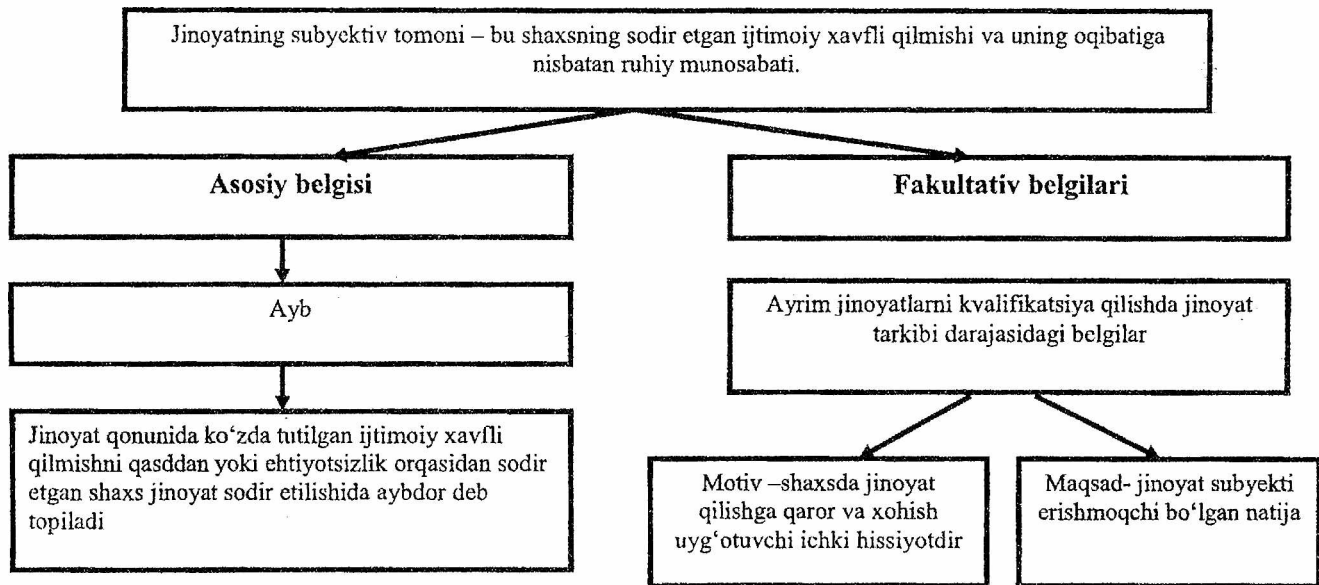 Jinoyatning subyektiv tomoni – bu shaxsning sodir etgan ijtimoiy xavfli qilmishi va uning oqibatiga
nisbatan ruhiy munosabati.
Asosiy belgisi
Fakultativ belgilari
Ayb
Ayrim jinoyatlarni kvalifikatsiya qilishda jinoyat
tarkibi darajasidagi belgilar
Jinoyat qonunida ko‘zda tutilgan ijtimoiy xavfli
qilmishni qasddan yoki ehtiyotsizlik orqasidan sodir
etgan shaxs jinoyat sodir etilishida aybdor deb
topiladi
Motiv –shaxsda jinoyat
qilishga qaror va xohish
uyg‘otuvchi ichki hissiyotdir
Maqsad- jinoyat subyekti
erishmoqchi bo‘lgan natija